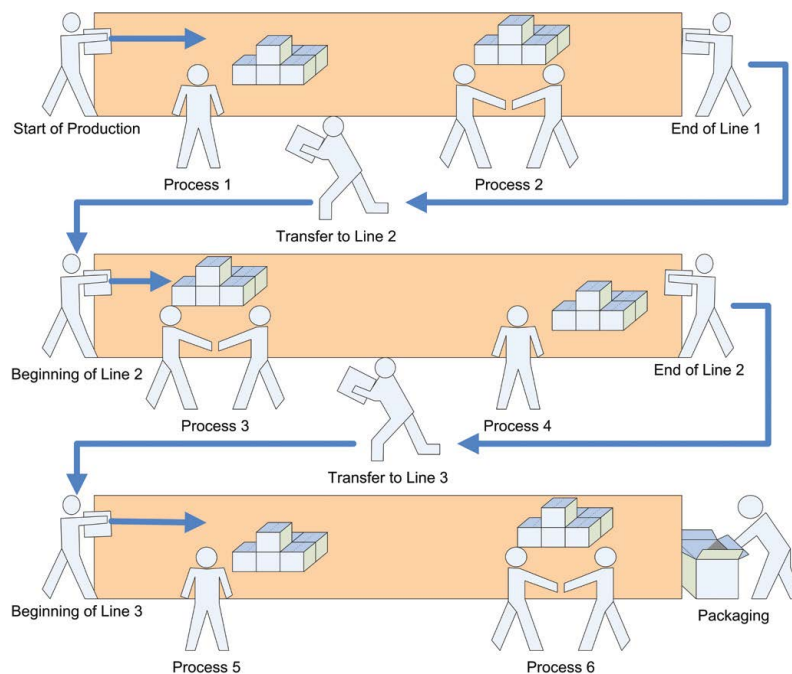 Start of Production
End of Line 1
Process 1
Process 2
Transfer to Line 2
Beginning of Line 2
End of Line 2
Process 3
Process 4
Transfer to Line 3
Beginning of Line 3
Packaging
Process 5
Process 6